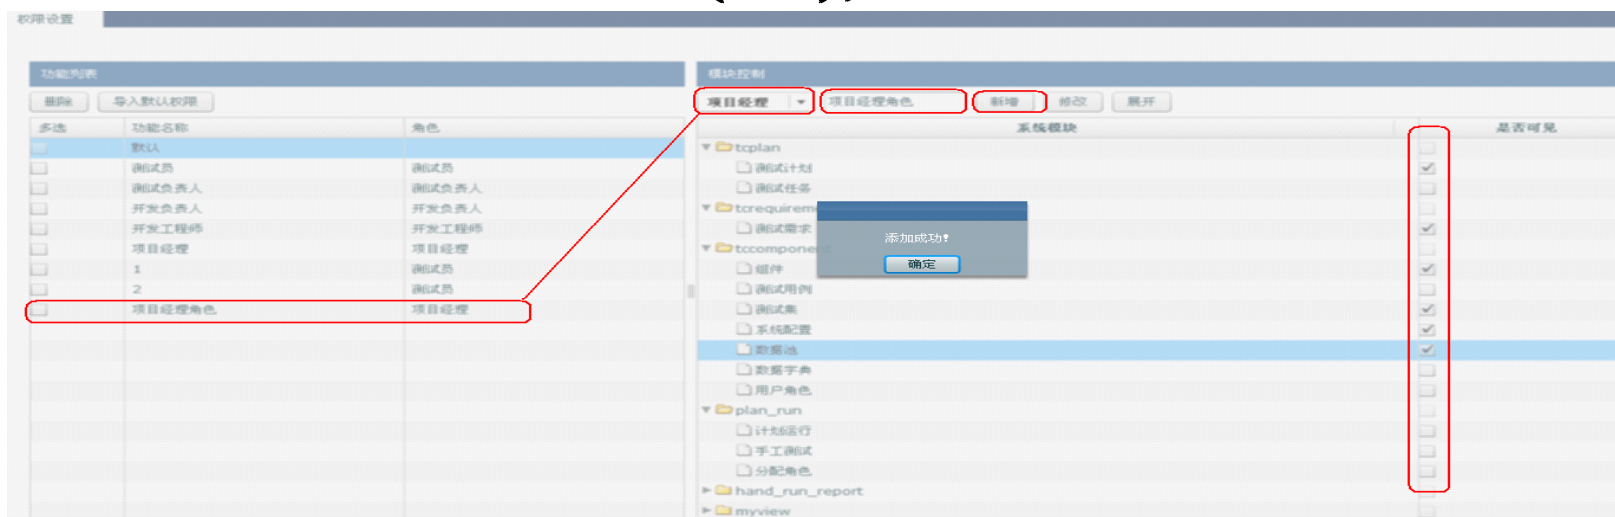 权限设置
功能列表
模块控制
删除 导入默认权限
项目经理 项目经理角色 新增 修改 展开
多选 功能名称 角色
系统模块 是否可见
默认
测试员 测试员
测试负责人 测试负责人
开发负责人 开发负责人
开发工程师 开发工程师
项目经理 项目经理
1 测试员
2 测试员
项目经理角色 项目经理
tcplan
测试计划
测试任务
tcrequirem
测试需求
tccompone
组件
测试用例
测试集
系统配置
数据池
数据字典
用户角色
plan_run
计划运行
手工测试
分配角色
hand_run_report
myview
添加成功!
确定